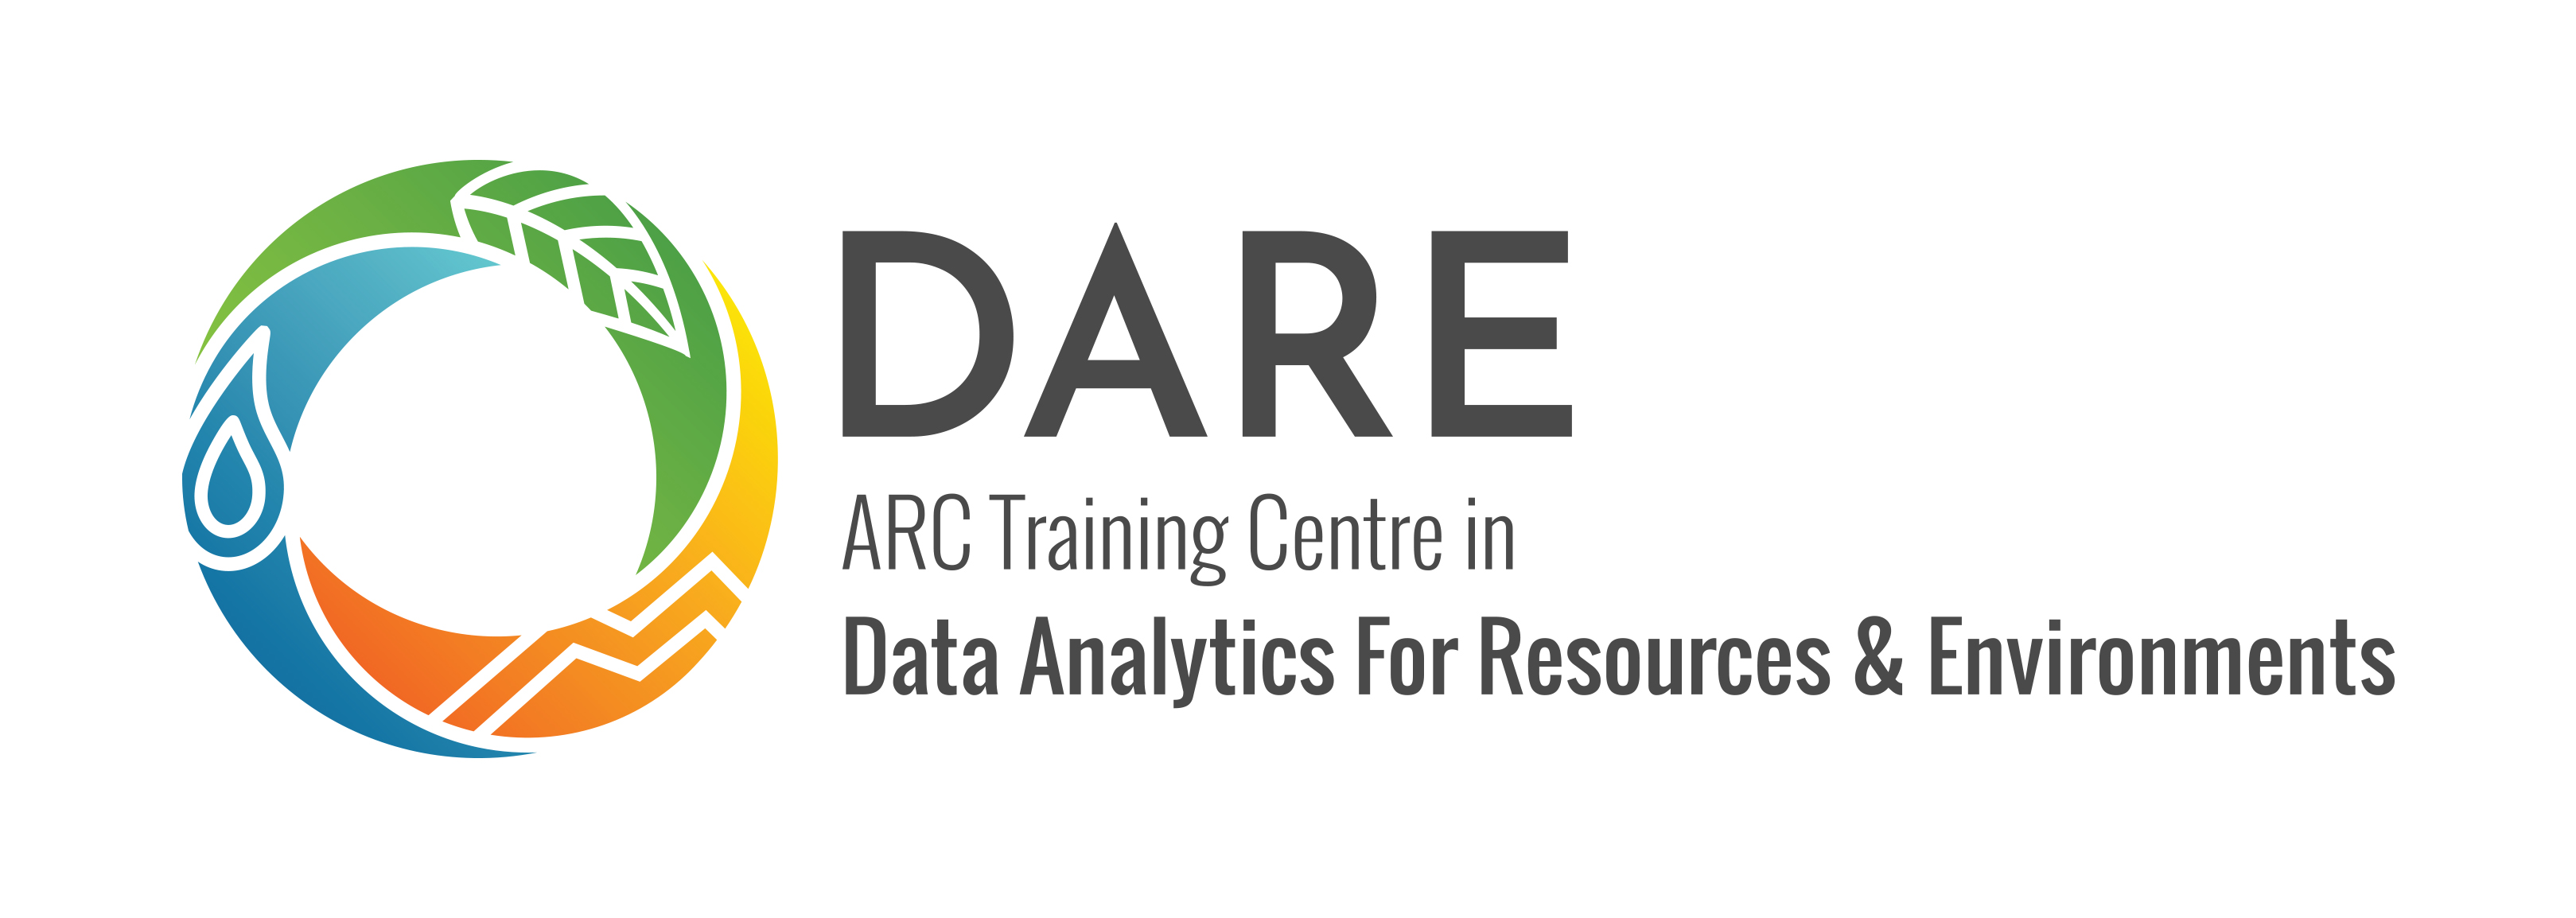 DARE
ARC Training Centre in
Data Analytics For Resources & Environments